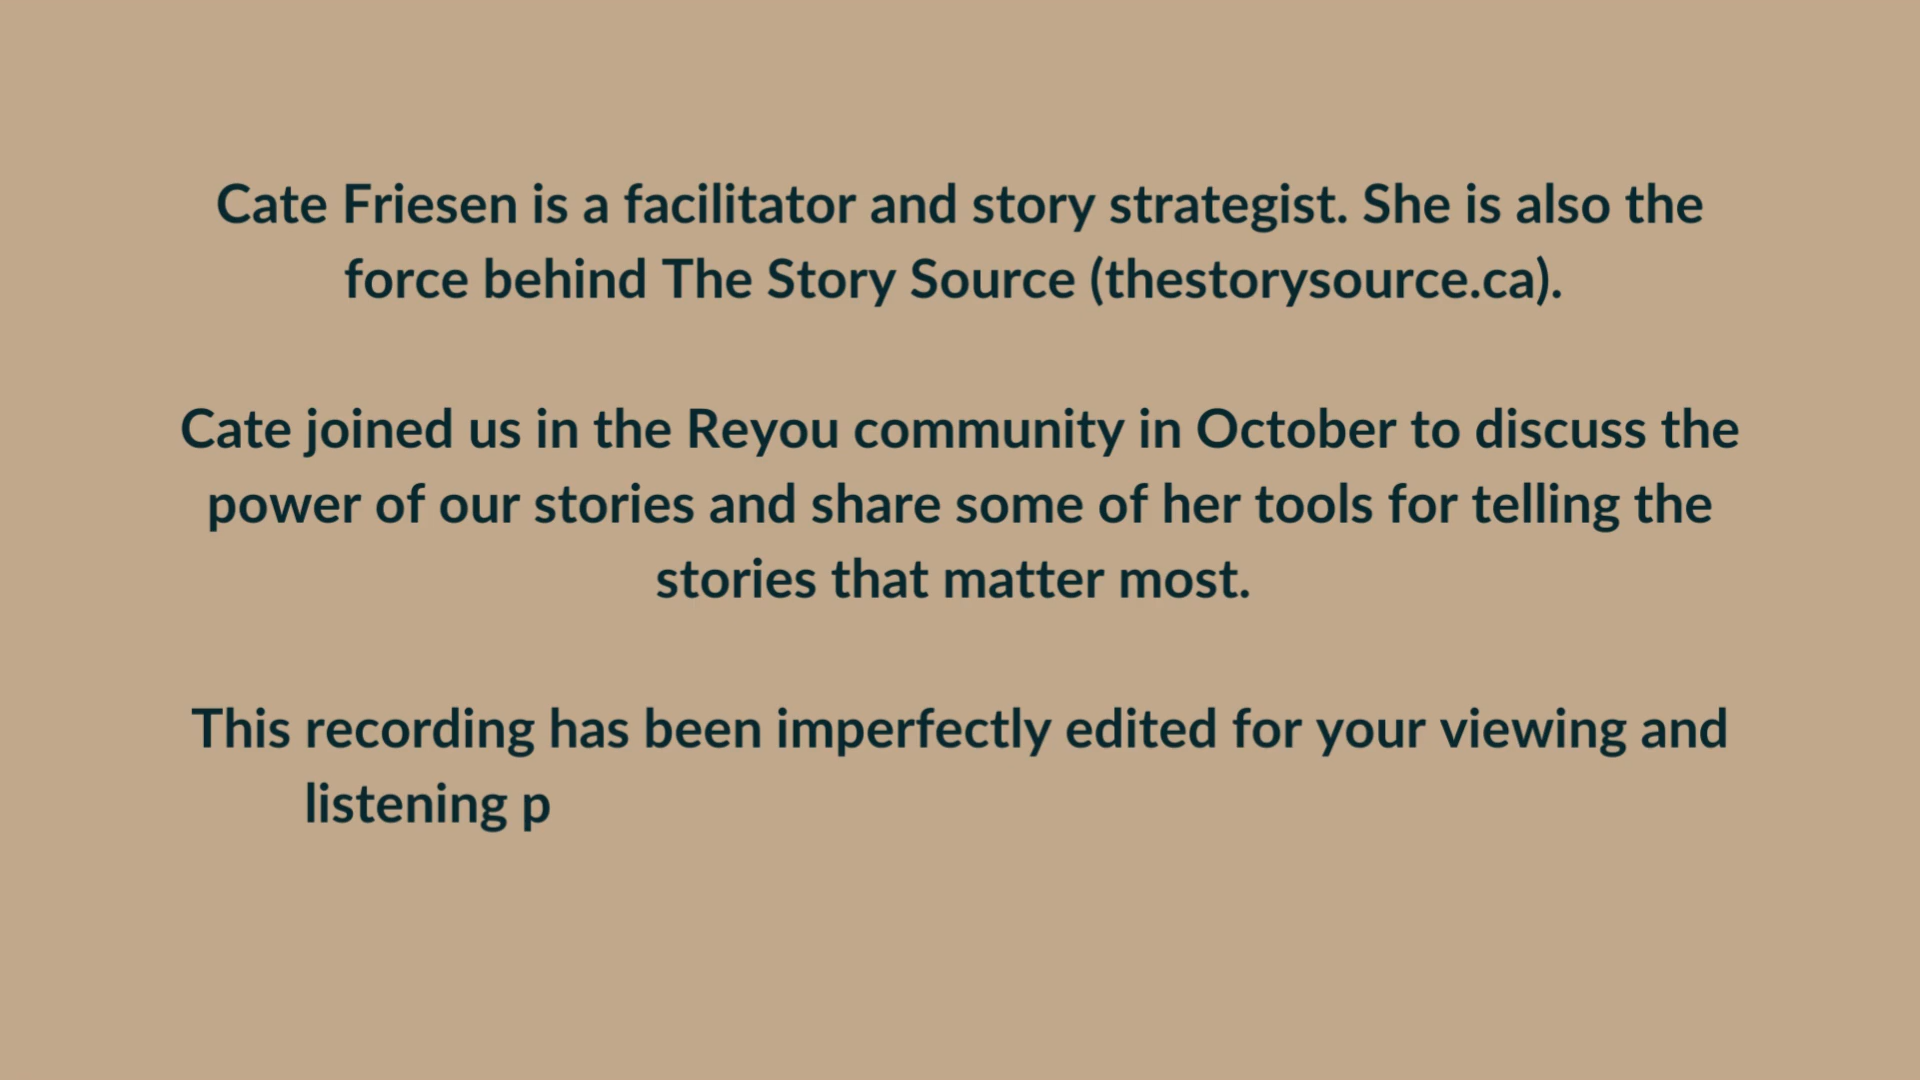 Cate Friesen is a facilitator and story strategist. She is also the
force behind The Story Source (thestorysource.ca).
Cate joined us in the Reyou community in October to discuss the
power of our stories and share some of her tools for telling the
stories that matter most.
This recording has been imperfectly edited for your viewing and
listening p